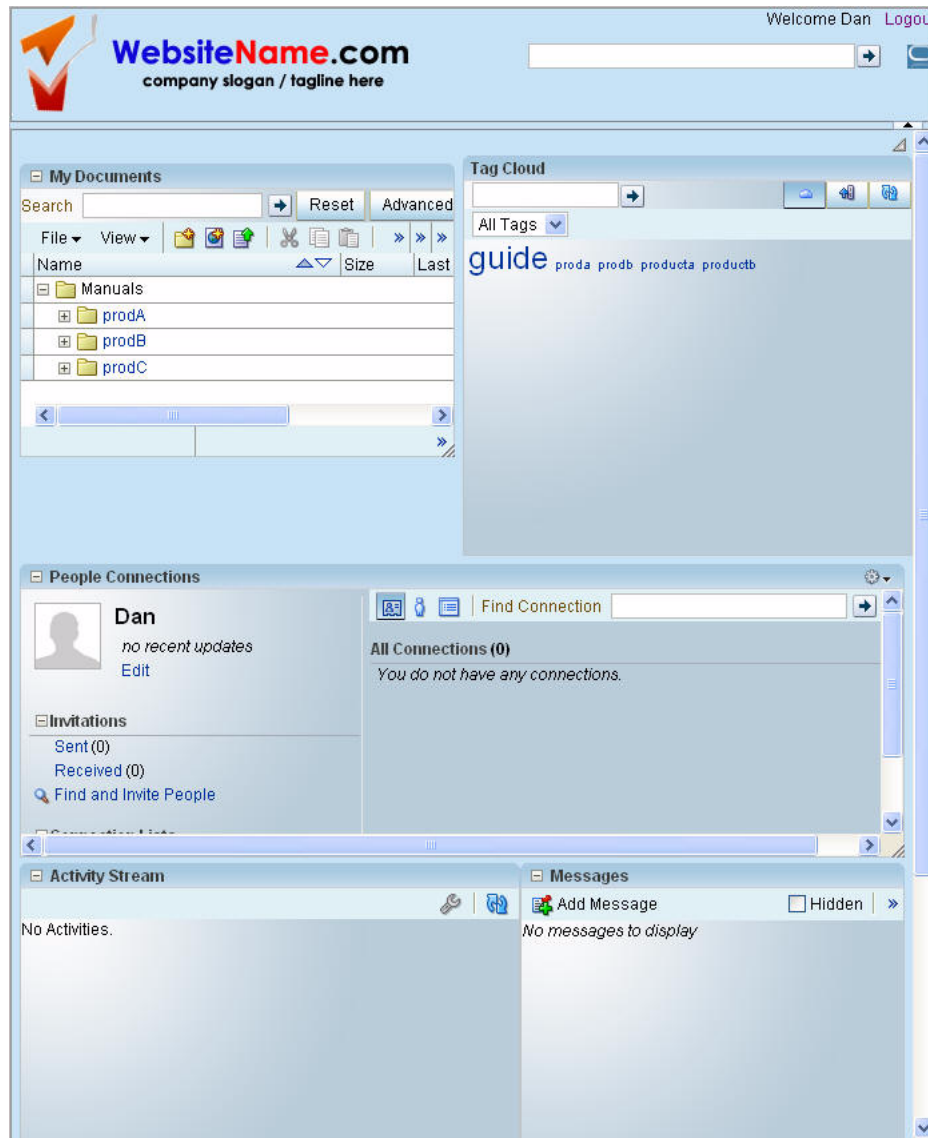 Welcome Dan Logou
WebsiteName.com
company slogan / tagline here
My Documents
Search Reset Advanced
File View
Name Size Last
Manuals
prodA
prodB
prodC
Tag Cloud
All Tags
guide proda prodb producta productb
People Connections
Dan
no recent updates
Edit
Invitations
Sent (0)
Received (0)
Find and Invite People
Find Connection
All Connections (0)
You do not have any connections.
Activity Stream
No Activities.
Messages
Add Message Hidden
No messages to display